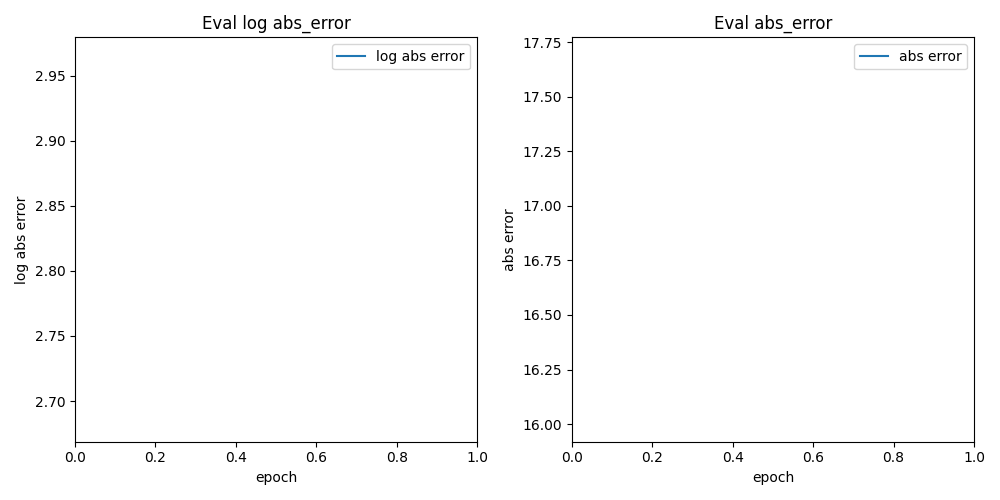 Eval log abs_error
log abs error
2.95
2.90
2.85
2.80
2.75
2.70
log abs error
0.0 0.2 0.4 0.6 0.8 1.0
epoch
Eval abs_error
abs error
17.75
17.50
17.25
17.00
16.75
16.50
16.25
16.00
abs error
0.0 0.2 0.4 0.6 0.8 1.0
epoch